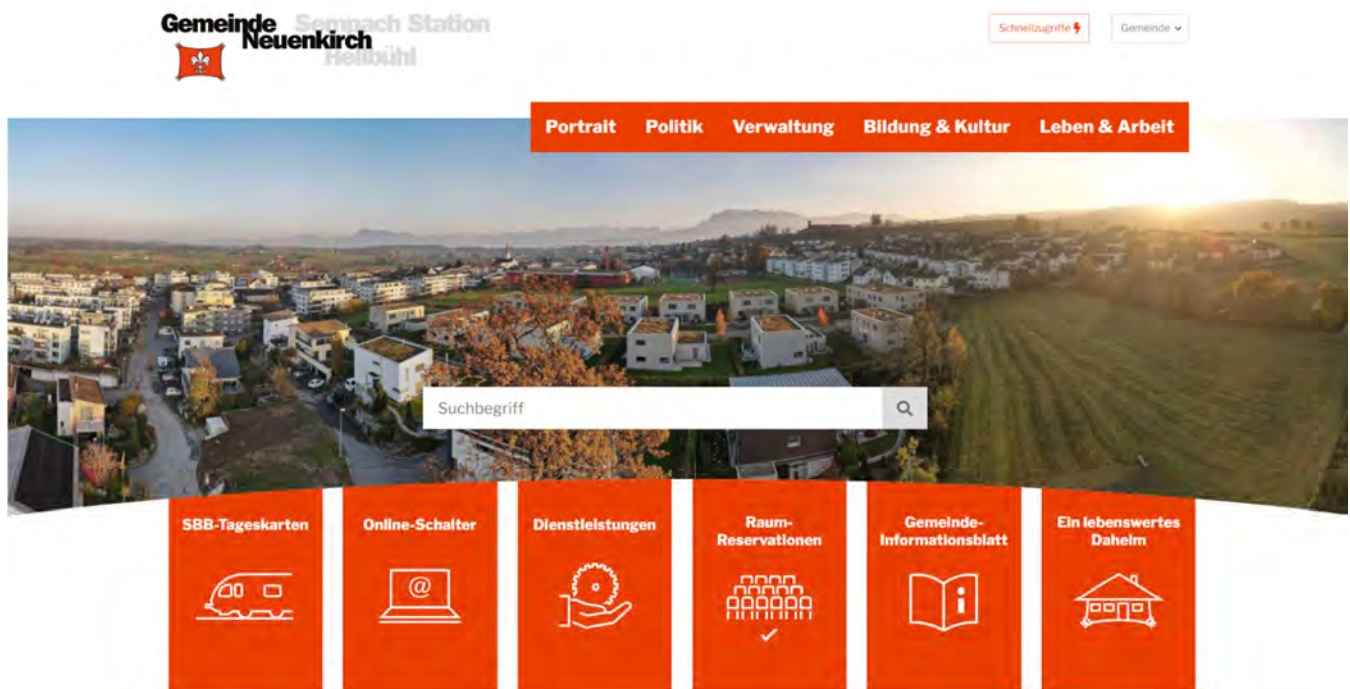 Gemeinde Sempach Station
Neuenkirch
Hellbühl
Schnellzugriffe
Gemeinde
Portrait Politik Verwaltung Bildung & Kultur Leben & Arbeit
Suchbegriff
SBB-Tageskarten
Online-Schalter
@
Dienstleistungen
Raum-
Reservationen
Gemeinde-
Informationsblatt
i
Ein lebenswertes
Daheim